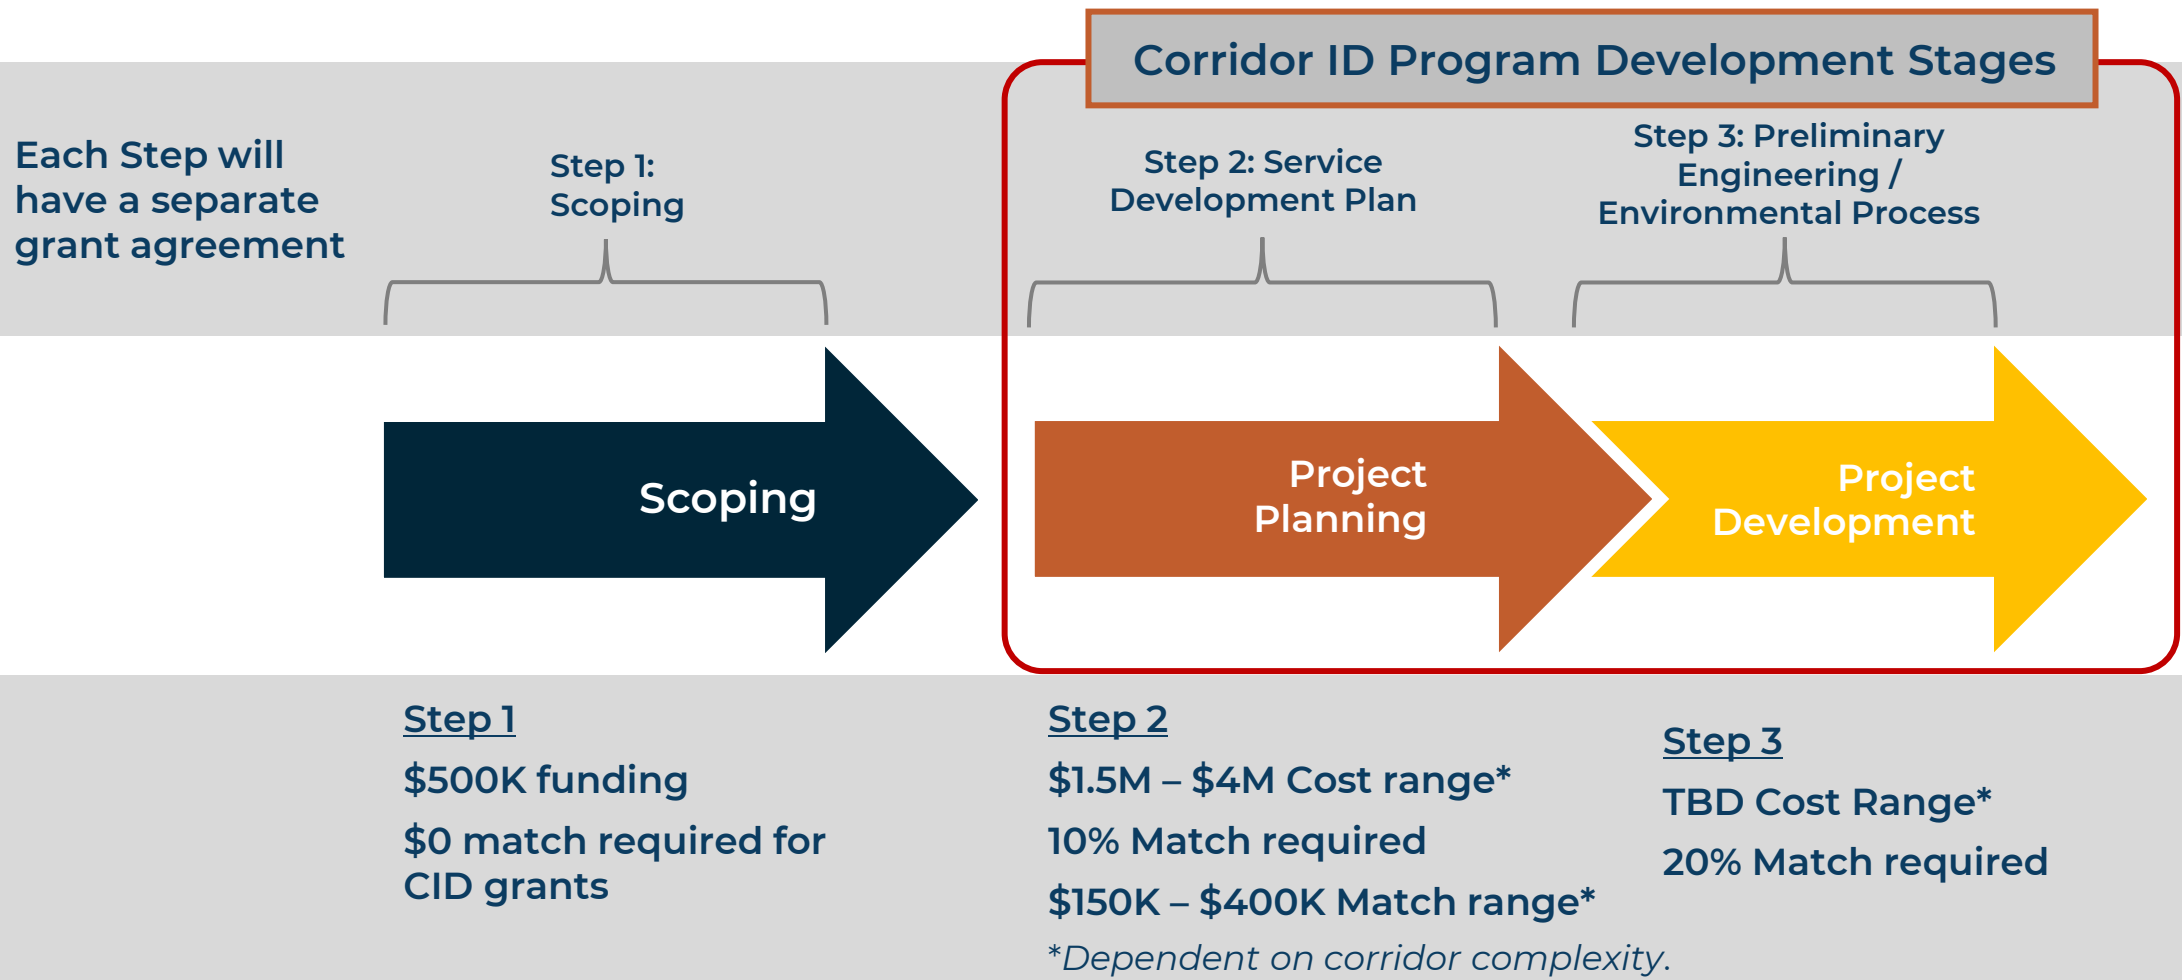 Corridor ID Program Development Stages
Each Step will
have a separate
grant agreement
Step 1:
Scoping
Step 2: Service
Development Plan
Step 3: Preliminary
Engineering /
Environmental Process
Scoping
Project
Planning
Project
Development
Step 1
$500K funding
$0 match required for
CID grants
Step 2
$1.5M – $4M Cost range*
10% Match required
$150K – $400K Match range*
*Dependent on corridor complexity.
Step 3
TBD Cost Range*
20% Match required